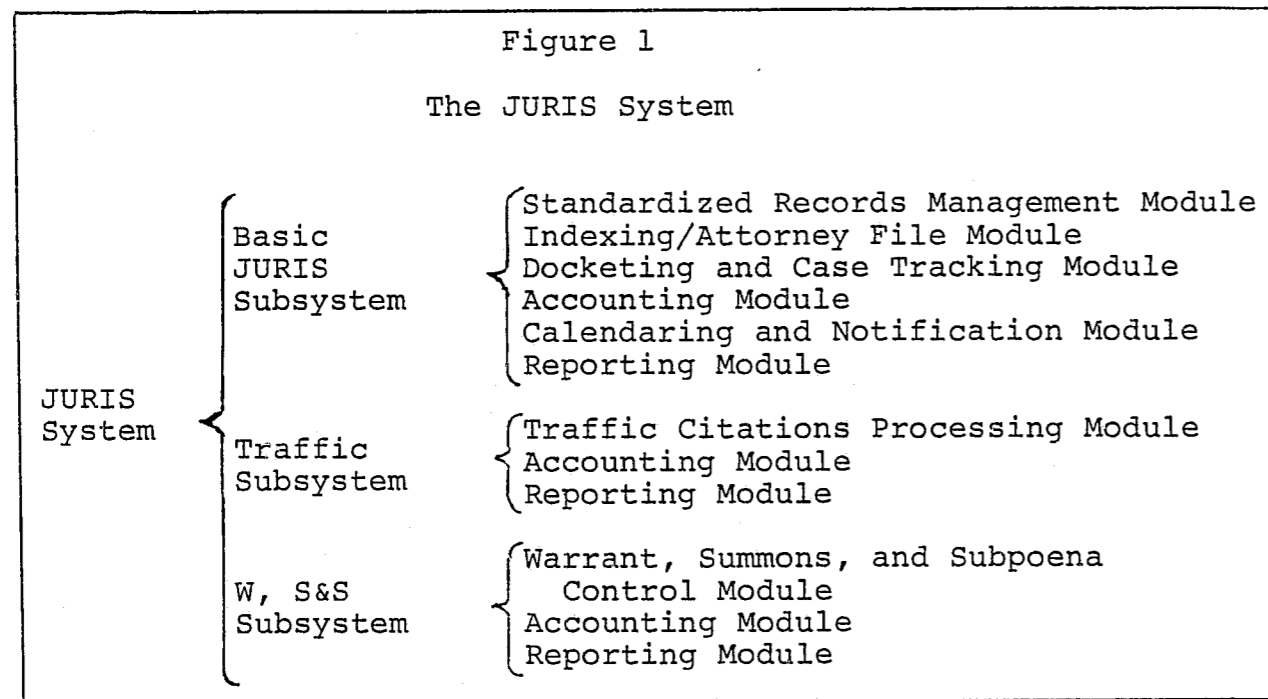 Figure 1
The JURIS System
JURIS
System
Basic
JURIS
Subsystem
Standardized Records Management Module
Indexing/Attorney File Module
Docketing and Case Tracking Module
Accounting Module
Calendaring and Notification Module
Reporting Module
Traffic
Subsystem
Traffic Citations Processing Module
Accounting Module
Reporting Module
W, S&S
Subsystem
Warrant, Summons, and Subpoena
Control Module
Accounting Module
Reporting Module